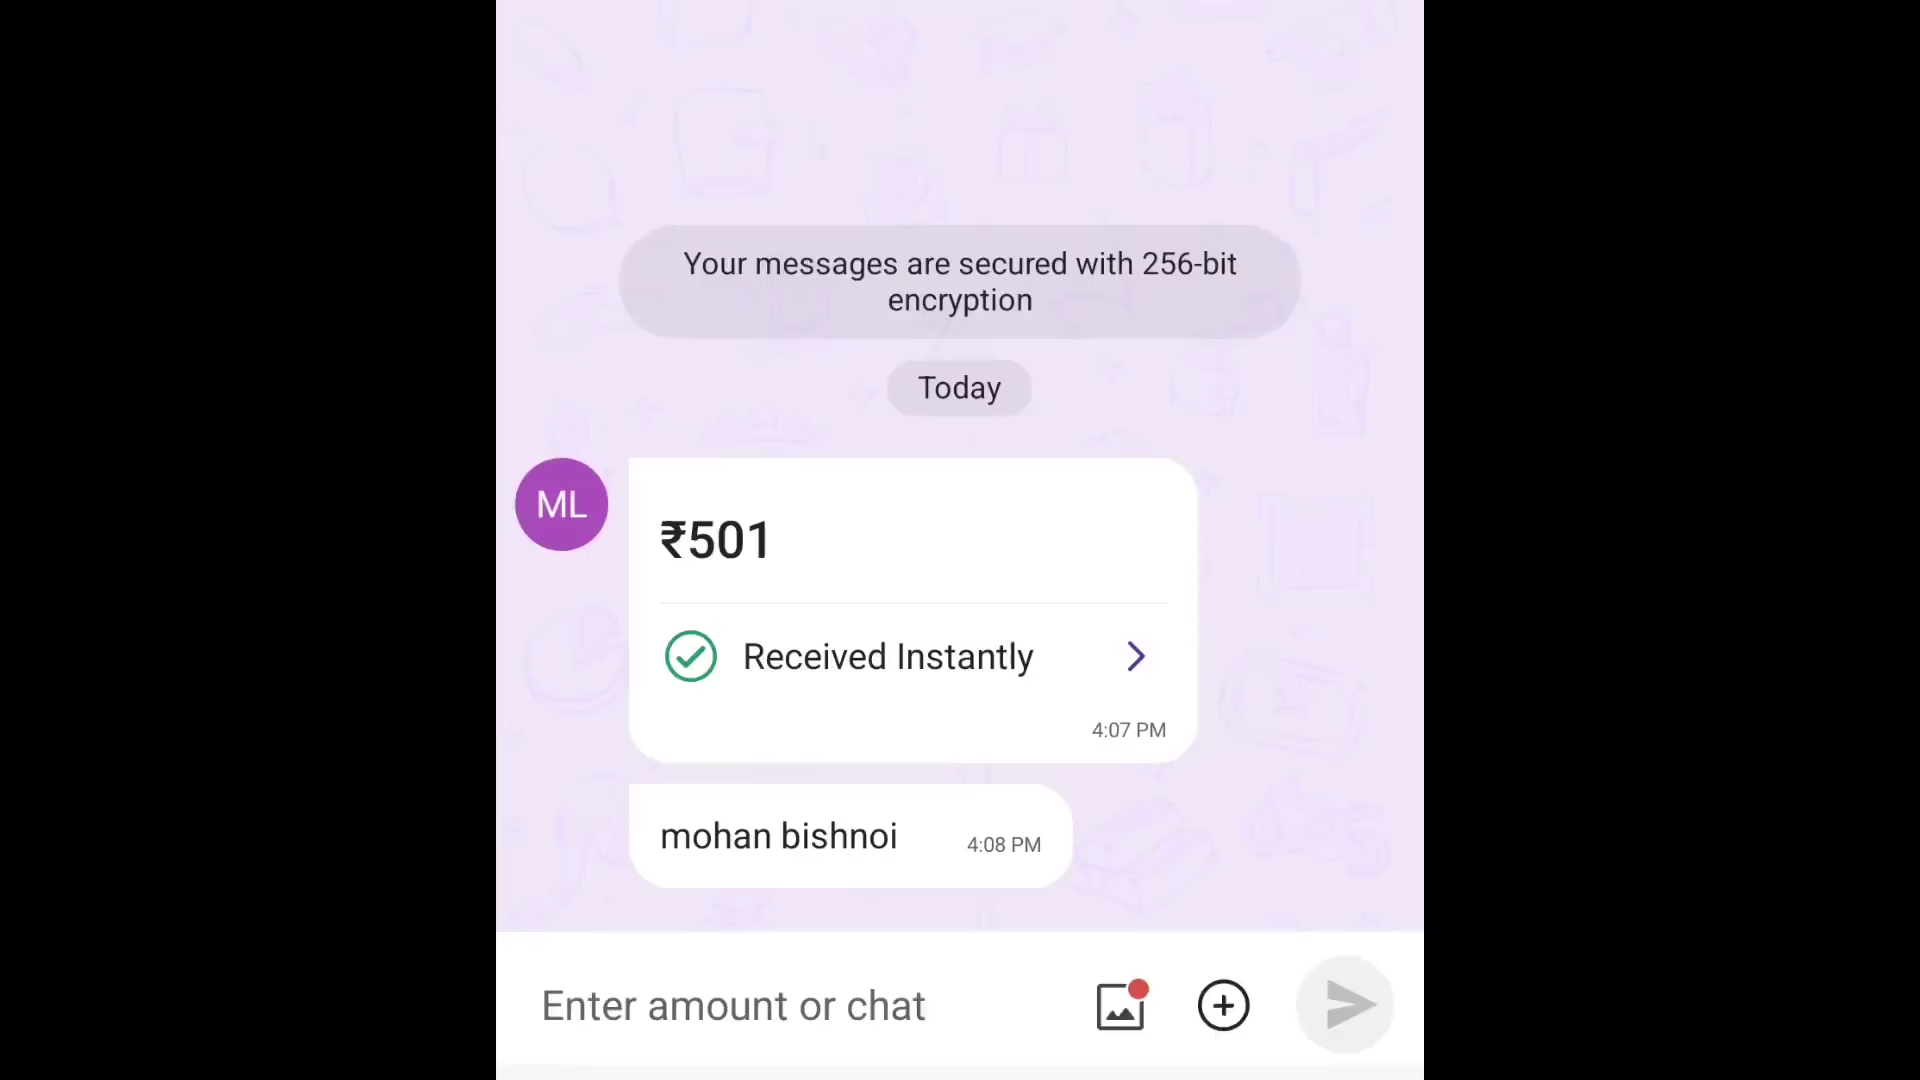 Your messages are secured with 256-bit
encryption
Today
ML
₹501
Received Instantly
4:07 PM
mohan bishnoi
4:08 PM
Enter amount or chat